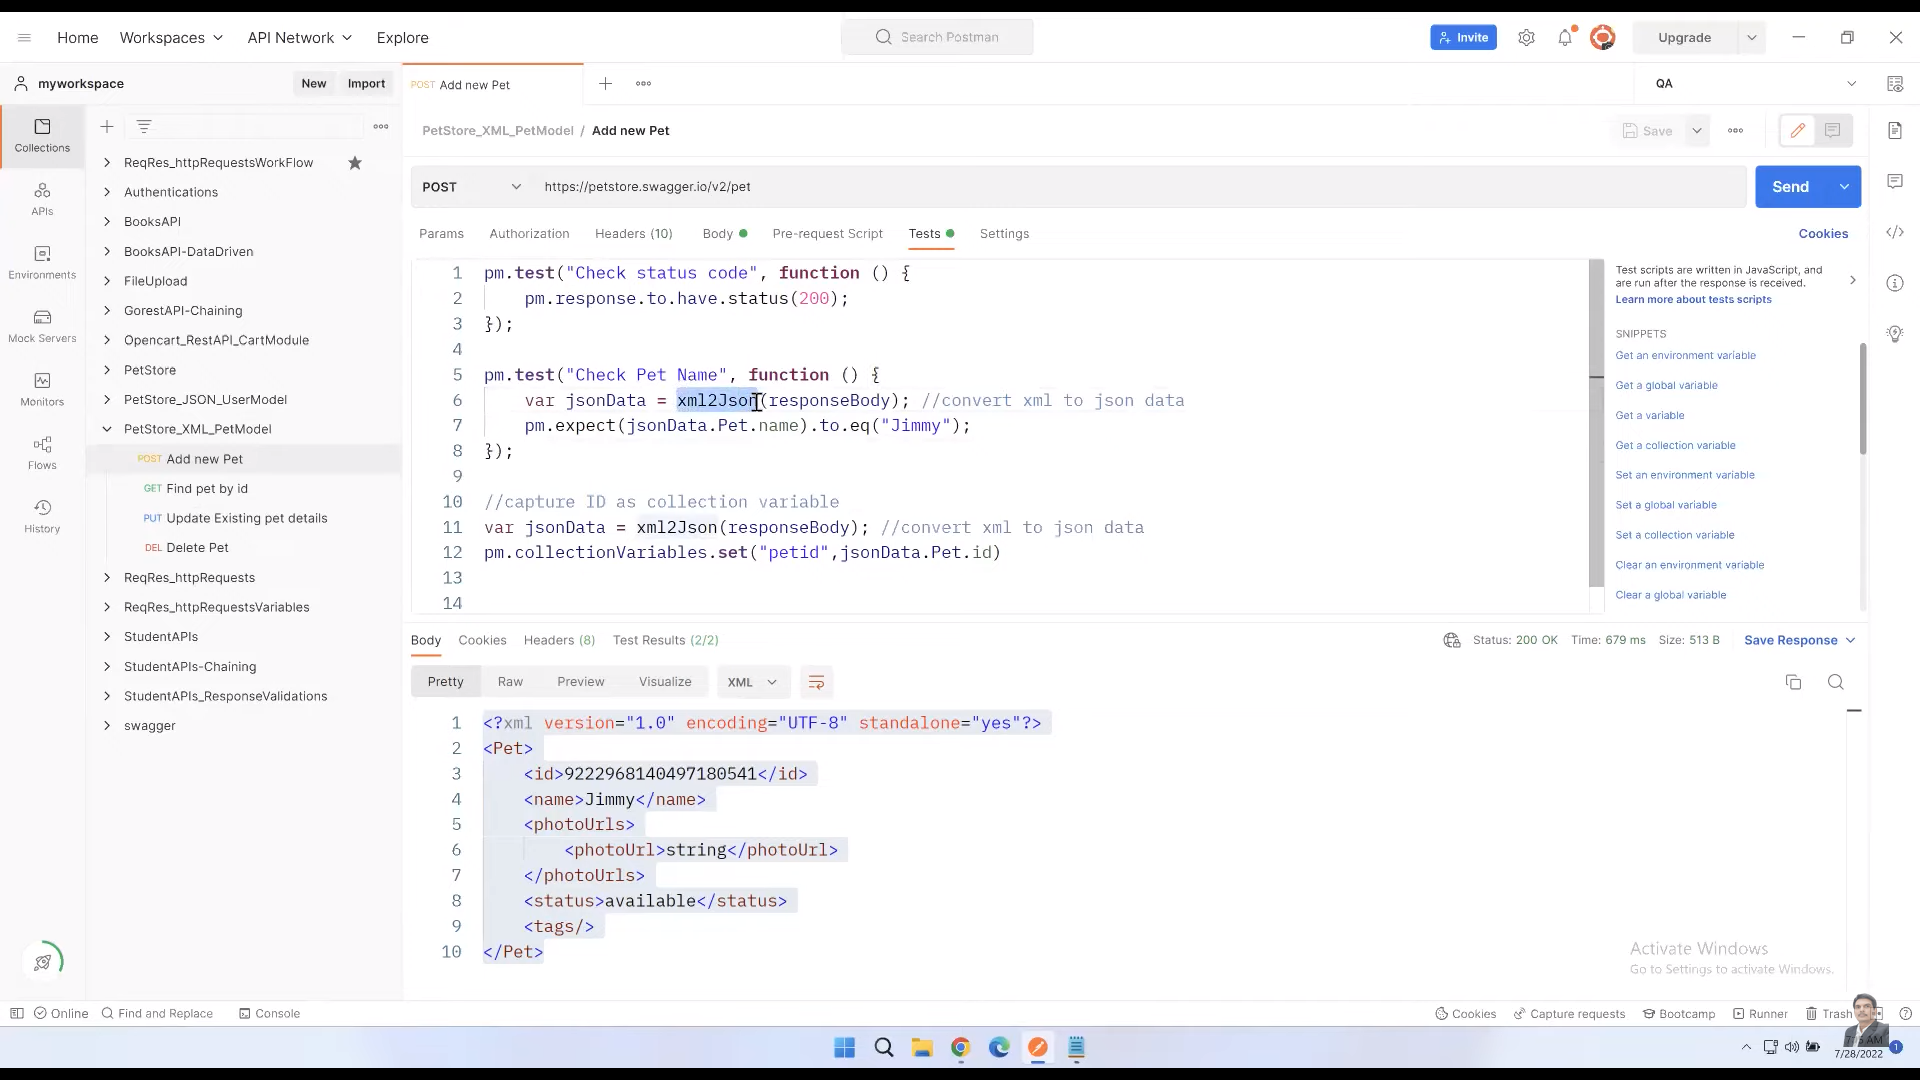 Home Workspaces API Network Explore Search Postman Invite Upgrade
myworkspace New Import POST Add new Pet QA
PetStore_XML_PetModel / Add new Pet Save
POST https://petstore.swagger.io/v2/pet Send
Params Authorization Headers (10) Body Pre-request Script Tests Settings Cookies
Collections
APIs
Environments
Mock Servers
Monitors
Flows
History
ReqRes_httpRequestsWorkFlow
Authentications
BooksAPI
BooksAPI-DataDriven
FileUpload
GorestAPI-Chaining
Opencart_RestAPI_CartModule
PetStore
PetStore_JSON_UserModel
PetStore_XML_PetModel
POST Add new Pet
GET Find pet by id
PUT Update Existing pet details
DEL Delete Pet
ReqRes_httpRequests
ReqRes_httpRequestsVariables
StudentAPIs
StudentAPIs-Chaining
StudentAPIs_ResponseValidations
swagger
1 pm.test("Check status code", function () {
2 pm.response.to.have.status(200);
3 });
4
5 pm.test("Check Pet Name", function () {
6 var jsonData = xml2Json(responseBody); //convert xml to json data
7 pm.expect(jsonData.Pet.name).to.eq("Jimmy");
8 });
9
10 //capture ID as collection variable
11 var jsonData = xml2Json(responseBody); //convert xml to json data
12 pm.collectionVariables.set("petid",jsonData.Pet.id)
13
14
Test scripts are written in JavaScript, and
are run after the response is received.
Learn more about tests scripts
SNIPPETS
Get an environment variable
Get a global variable
Get a variable
Get a collection variable
Set an environment variable
Set a global variable
Set a collection variable
Clear an environment variable
Clear a global variable
Body Cookies Headers (8) Test Results (2/2) Status: 200 OK Time: 679 ms Size: 513 B Save Response
Pretty Raw Preview Visualize XML
1 <?xml version="1.0" encoding="UTF-8" standalone="yes"?>
2 <Pet>
3 <id>9222968140497180541</id>
4 <name>Jimmy</name>
5 <photoUrls>
6 <photoUrl>string</photoUrl>
7 </photoUrls>
8 <status>available</status>
9 <tags/>
10 </Pet>
Activate Windows
Go to Settings to activate Windows.
Online Find and Replace Console Cookies Capture requests Bootcamp Runner Trash
7/28/2022 1